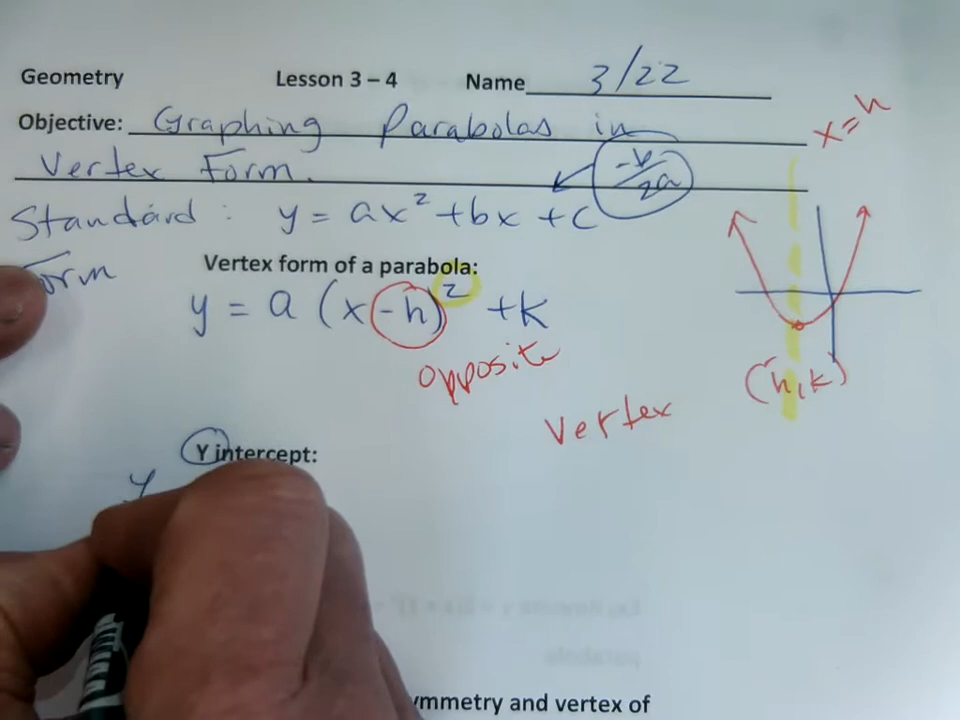 Geometry Lesson 3 – 4 Name 3/22
Objective: Graphing Parabolas in
Vertex Form.
x=h
-b/2a
Standard : y = ax² + bx + c
Form
Vertex form of a parabola:
y = a (x - h)² + k
opposite
(h,k)
Vertex
Y intercept:
y
ymmetry and vertex of